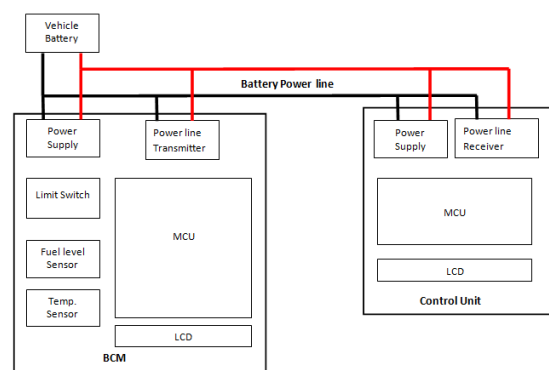 Vehicle
Battery
Battery Power line
Power
Supply
Power line
Transmitter
Power
Supply
Power line
Receiver
Limit Switch
MCU
MCU
Fuel level
Sensor
LCD
Temp.
Sensor
Control Unit
LCD
BCM